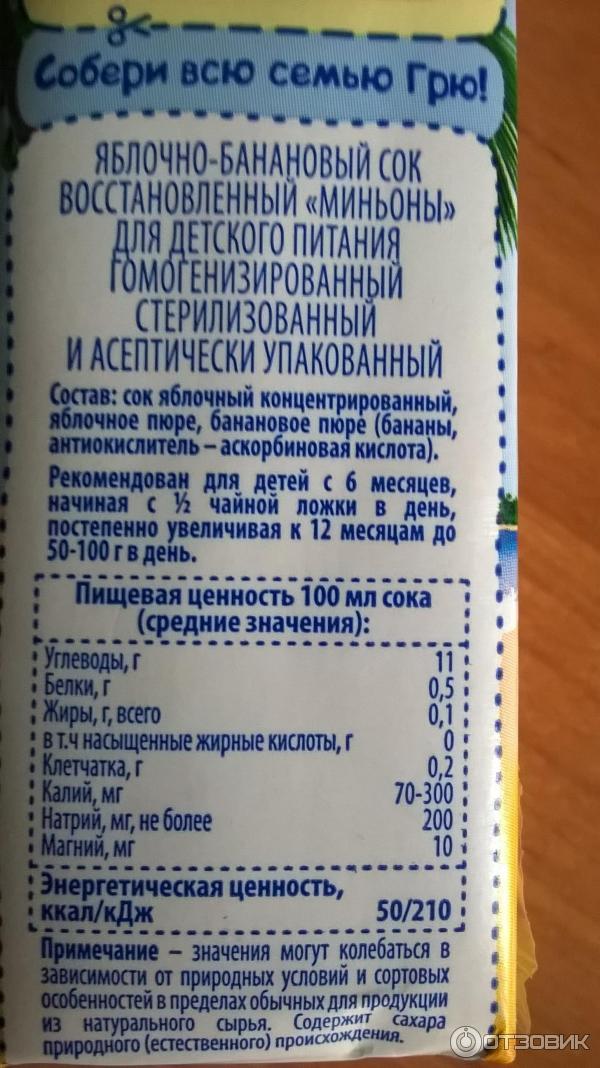 Собери всю семью Грю!
ЯБЛОЧНО-БАНАНОВЫЙ СОК
ВОССТАНОВЛЕННЫЙ «МИНЬОНЫ»
ДЛЯ ДЕТСКОГО ПИТАНИЯ
ГОМОГЕНИЗИРОВАННЫЙ
СТЕРИЛИЗОВАННЫЙ
И АСЕПТИЧЕСКИ УПАКОВАННЫЙ
Состав: сок яблочный концентрированный,
яблочное пюре, банановое пюре (бананы,
антиокислитель – аскорбиновая кислота).
Рекомендован для детей с 6 месяцев,
начиная с ½ чайной ложки в день,
постепенно увеличивая к 12 месяцам до
50-100 г в день.
Пищевая ценность 100 мл сока
(средние значения):
Углеводы, г 11
Белки, г 0,5
Жиры, г, всего 0,1
в т.ч насыщенные жирные кислоты, г 0
Клетчатка, г 0,2
Калий, мг 70-300
Натрий, мг, не более 200
Магний, мг 10
Энергетическая ценность,
ккал/кДж 50/210
Примечание – значения могут колебаться в
зависимости от природных условий и сортовых
особенностей в пределах обычных для продукции
из натурального сырья. Содержит сахара
природного (естественного) происхождения.
ОТЗОВИК